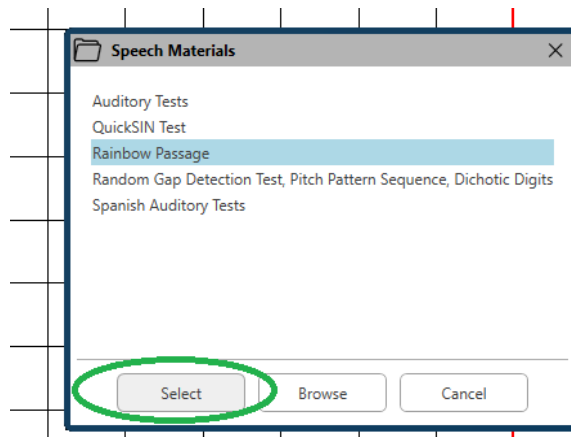 Speech Materials
Auditory Tests
QuickSIN Test
Rainbow Passage
Random Gap Detection Test, Pitch Pattern Sequence, Dichotic Digits
Spanish Auditory Tests
Select Browse Cancel